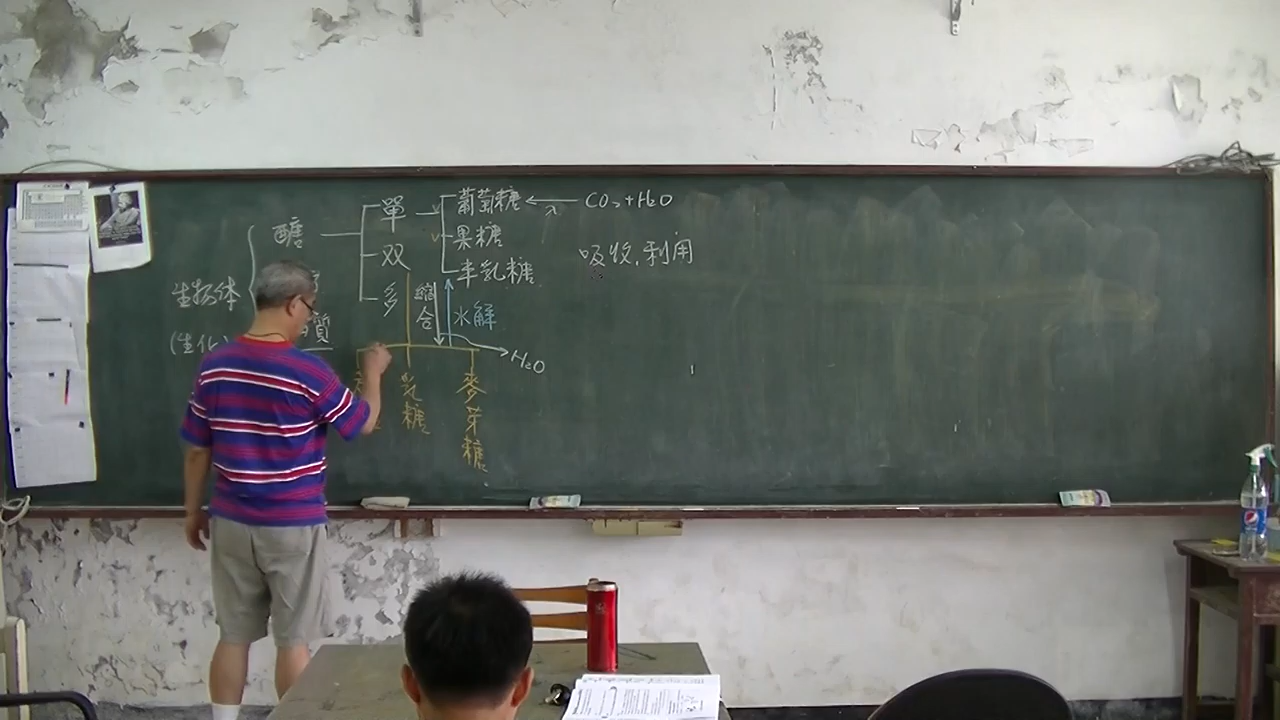 醣
單
葡萄糖 ← CO₂+H₂O
λ
双
果糖
吸收.利用
半乳糖
生物体
多
縮合
水解
(生化)
質
H₂O
乳糖
麥芽糖